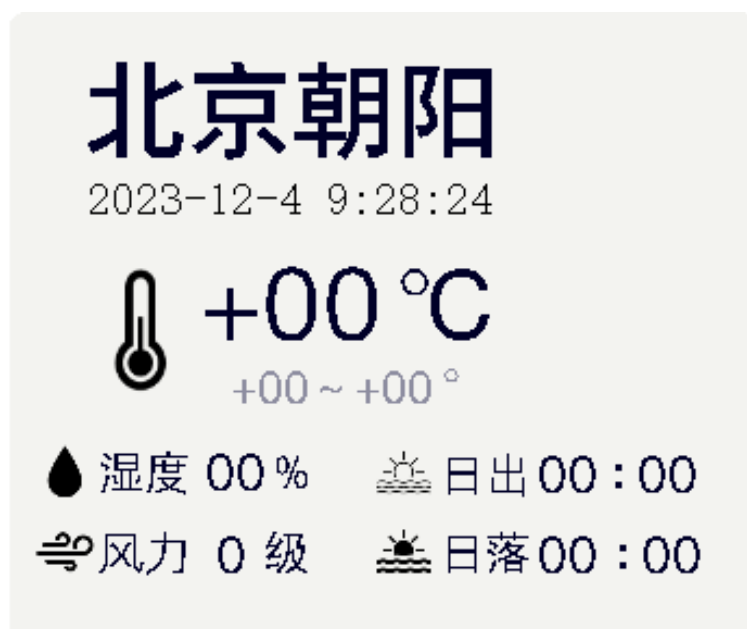 北京朝阳
2023-12-4 9:28:24
+00 ℃
+00 ~ +00 °
湿度 00 % 日出 00 : 00
风力 0 级 日落 00 : 00